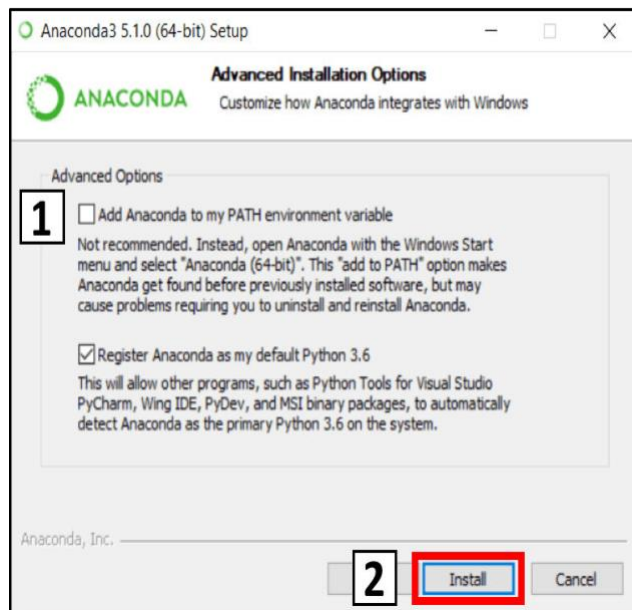 Anaconda3 5.1.0 (64-bit) Setup
ANACONDA
Advanced Installation Options
Customize how Anaconda integrates with Windows
Advanced Options
1
Add Anaconda to my PATH environment variable
Not recommended. Instead, open Anaconda with the Windows Start
menu and select "Anaconda (64-bit)". This "add to PATH" option makes
Anaconda get found before previously installed software, but may
cause problems requiring you to uninstall and reinstall Anaconda.
Register Anaconda as my default Python 3.6
This will allow other programs, such as Python Tools for Visual Studio
PyCharm, Wing IDE, PyDev, and MSI binary packages, to automatically
detect Anaconda as the primary Python 3.6 on the system.
Anaconda, Inc.
2
Install
Cancel